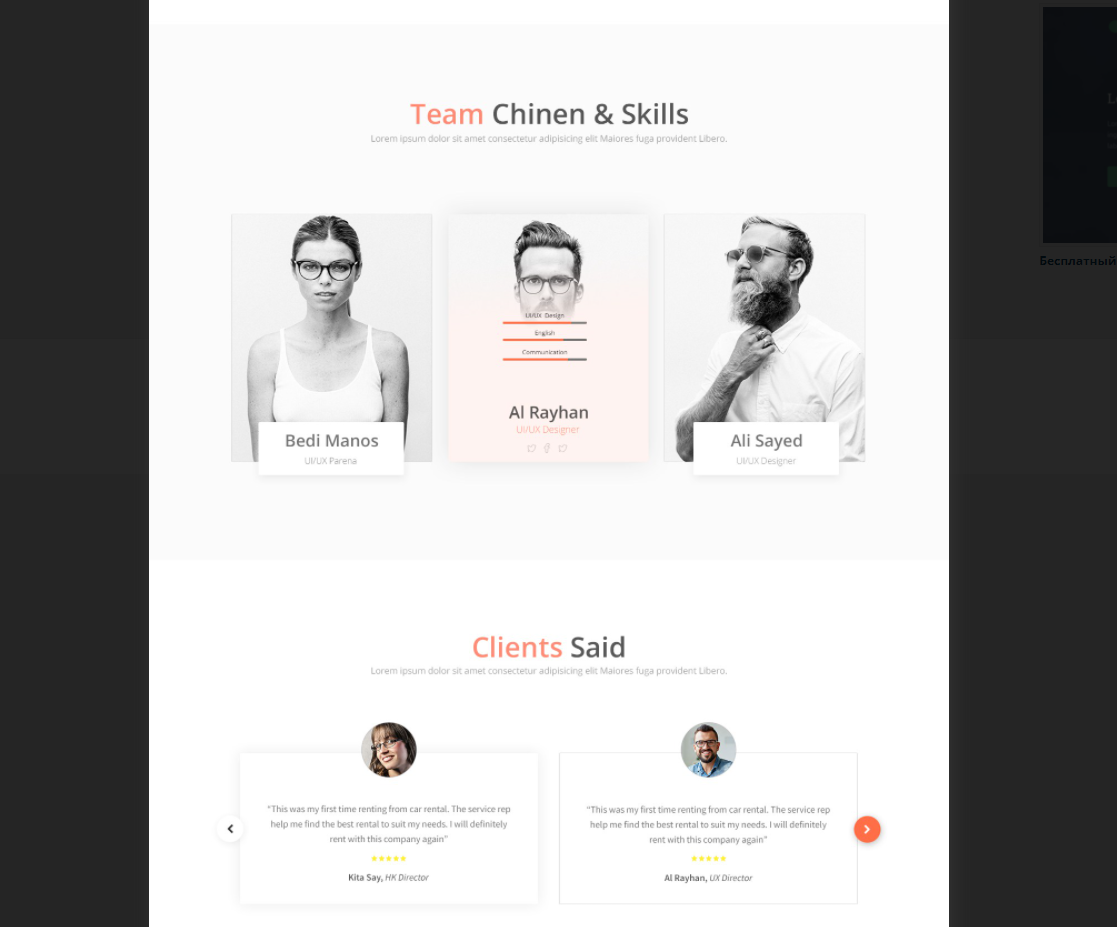 Team Chinen & Skills
Lorem ipsum dolor sit amet consectetur adipisicing elit Maiores fuga provident Libero.
Бесплатный
UI/UX Design
English
Communication
Bedi Manos
UI/UX Parena
Al Rayhan
UI/UX Designer
Ali Sayed
UI/UX Designer
Clients Said
Lorem ipsum dolor sit amet consectetur adipisicing elit Maiores fuga provident Libero.
“This was my first time renting from car rental. The service rep
help me find the best rental to suit my needs. I will definitely
rent with this company again”
Kita Say, HK Director
“This was my first time renting from car rental. The service rep
help me find the best rental to suit my needs. I will definitely
rent with this company again”
Al Rayhan, UX Director